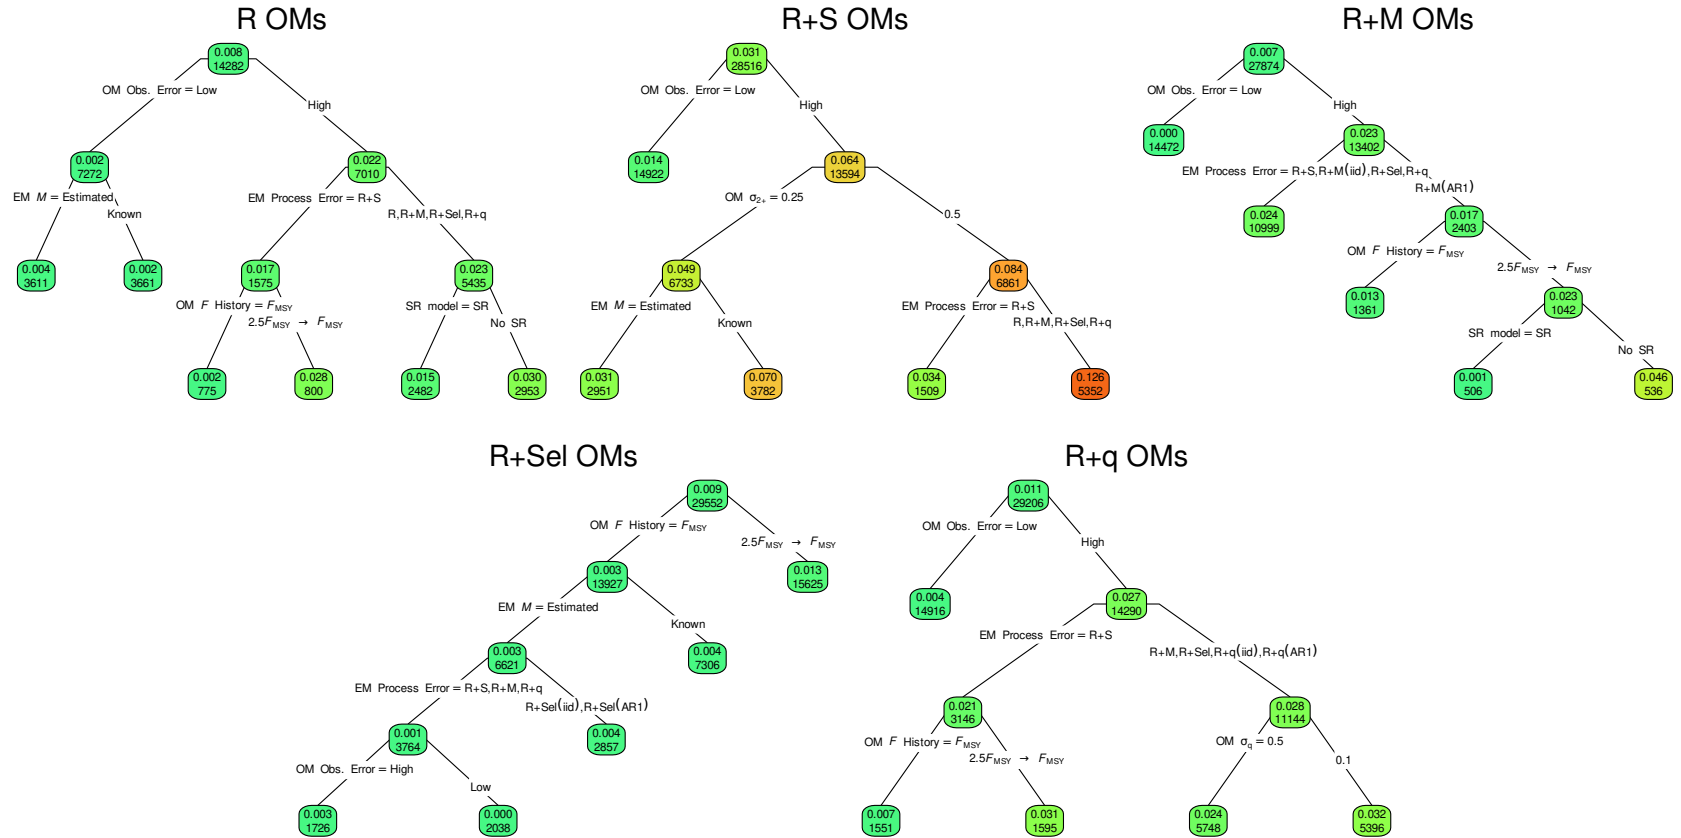 R OMs
0.008
14282
OM Obs. Error = Low
High
0.002
7272
0.022
7010
EM M = Estimated
Known
EM Process Error = R+S
R,R+M,R+Sel,R+q
0.004
3611
0.002
3661
0.017
1575
0.023
5435
OM F History = FMSY
2.5FMSY → FMSY
SR model = SR
No SR
0.002
775
0.028
800
0.015
2482
0.030
2953
R+S OMs
0.031
28516
OM Obs. Error = Low
High
0.014
14922
0.064
13594
OM σ2+ = 0.25
0.5
0.049
6733
0.084
6861
EM M = Estimated
Known
EM Process Error = R+S
R,R+M,R+Sel,R+q
0.031
2951
0.070
3782
0.034
1509
0.126
5352
R+M OMs
0.007
27874
OM Obs. Error = Low
High
0.000
14472
0.023
13402
EM Process Error = R+S,R+M(iid),R+Sel,R+q
R+M(AR1)
0.024
10999
0.017
2403
OM F History = FMSY
2.5FMSY → FMSY
0.013
1361
0.023
1042
SR model = SR
No SR
0.001
506
0.046
536
R+Sel OMs
0.009
29552
OM F History = FMSY
2.5FMSY → FMSY
0.003
13927
0.013
15625
EM M = Estimated
Known
0.003
6621
0.004
7306
EM Process Error = R+S,R+M,R+q
R+Sel(iid),R+Sel(AR1)
0.001
3764
0.004
2857
OM Obs. Error = High
Low
0.003
1726
0.000
2038
R+q OMs
0.011
29206
OM Obs. Error = Low
High
0.004
14916
0.027
14290
EM Process Error = R+S
R+M,R+Sel,R+q(iid),R+q(AR1)
0.021
3146
0.028
11144
OM F History = FMSY
2.5FMSY → FMSY
OM σq = 0.5
0.1
0.007
1551
0.031
1595
0.024
5748
0.032
5396